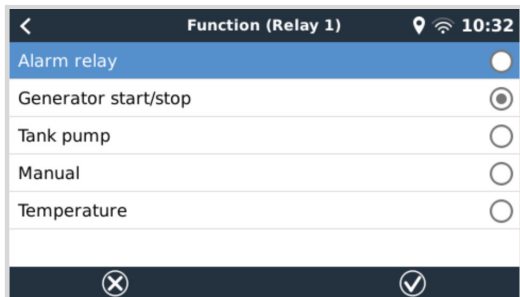 Function (Relay 1) 10:32
Alarm relay
Generator start/stop
Tank pump
Manual
Temperature